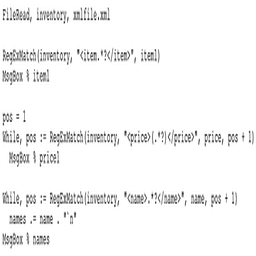 FileRead, inventory, xmlfile.xml
RegExMatch(inventory, "<item.*?</item>", item1)
MsgBox % item1
pos = 1
While, pos := RegExMatch(inventory, "<price>(.*?)</price>", price, pos + 1)
MsgBox % price1
While, pos := RegExMatch(inventory, "<name>.*?</name>", name, pos + 1)
names .= name . "`n"
MsgBox % names